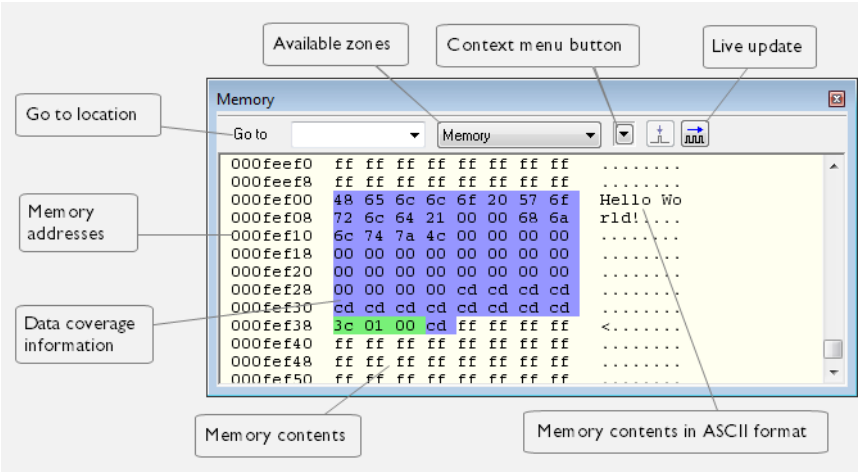 Available zones
Context menu button
Live update
Go to location
Memory
Go to Memory
000feef0 ff ff ff ff ff ff ff ff ........
000feef8 ff ff ff ff ff ff ff ff ........
000fef00 48 65 6c 6c 6f 20 57 6f Hello Wo
000fef08 72 6c 64 21 00 00 68 6a rld!....
000fef10 6c 74 7a 4c 00 00 00 00 ........
000fef18 00 00 00 00 00 00 00 00 ........
000fef20 00 00 00 00 00 00 00 00 ........
000fef28 00 00 00 00 cd cd cd cd ........
000fef30 cd cd cd cd cd cd cd cd ........
000fef38 3c 01 00 cd ff ff ff ff <.......
000fef40 ff ff ff ff ff ff ff ff ........
000fef48 ff ff ff ff ff ff ff ff ........
000fef50 ff ff ff ff ff ff ff ff ........
Memory
addresses
Data coverage
information
Memory contents
Memory contents in ASCII format